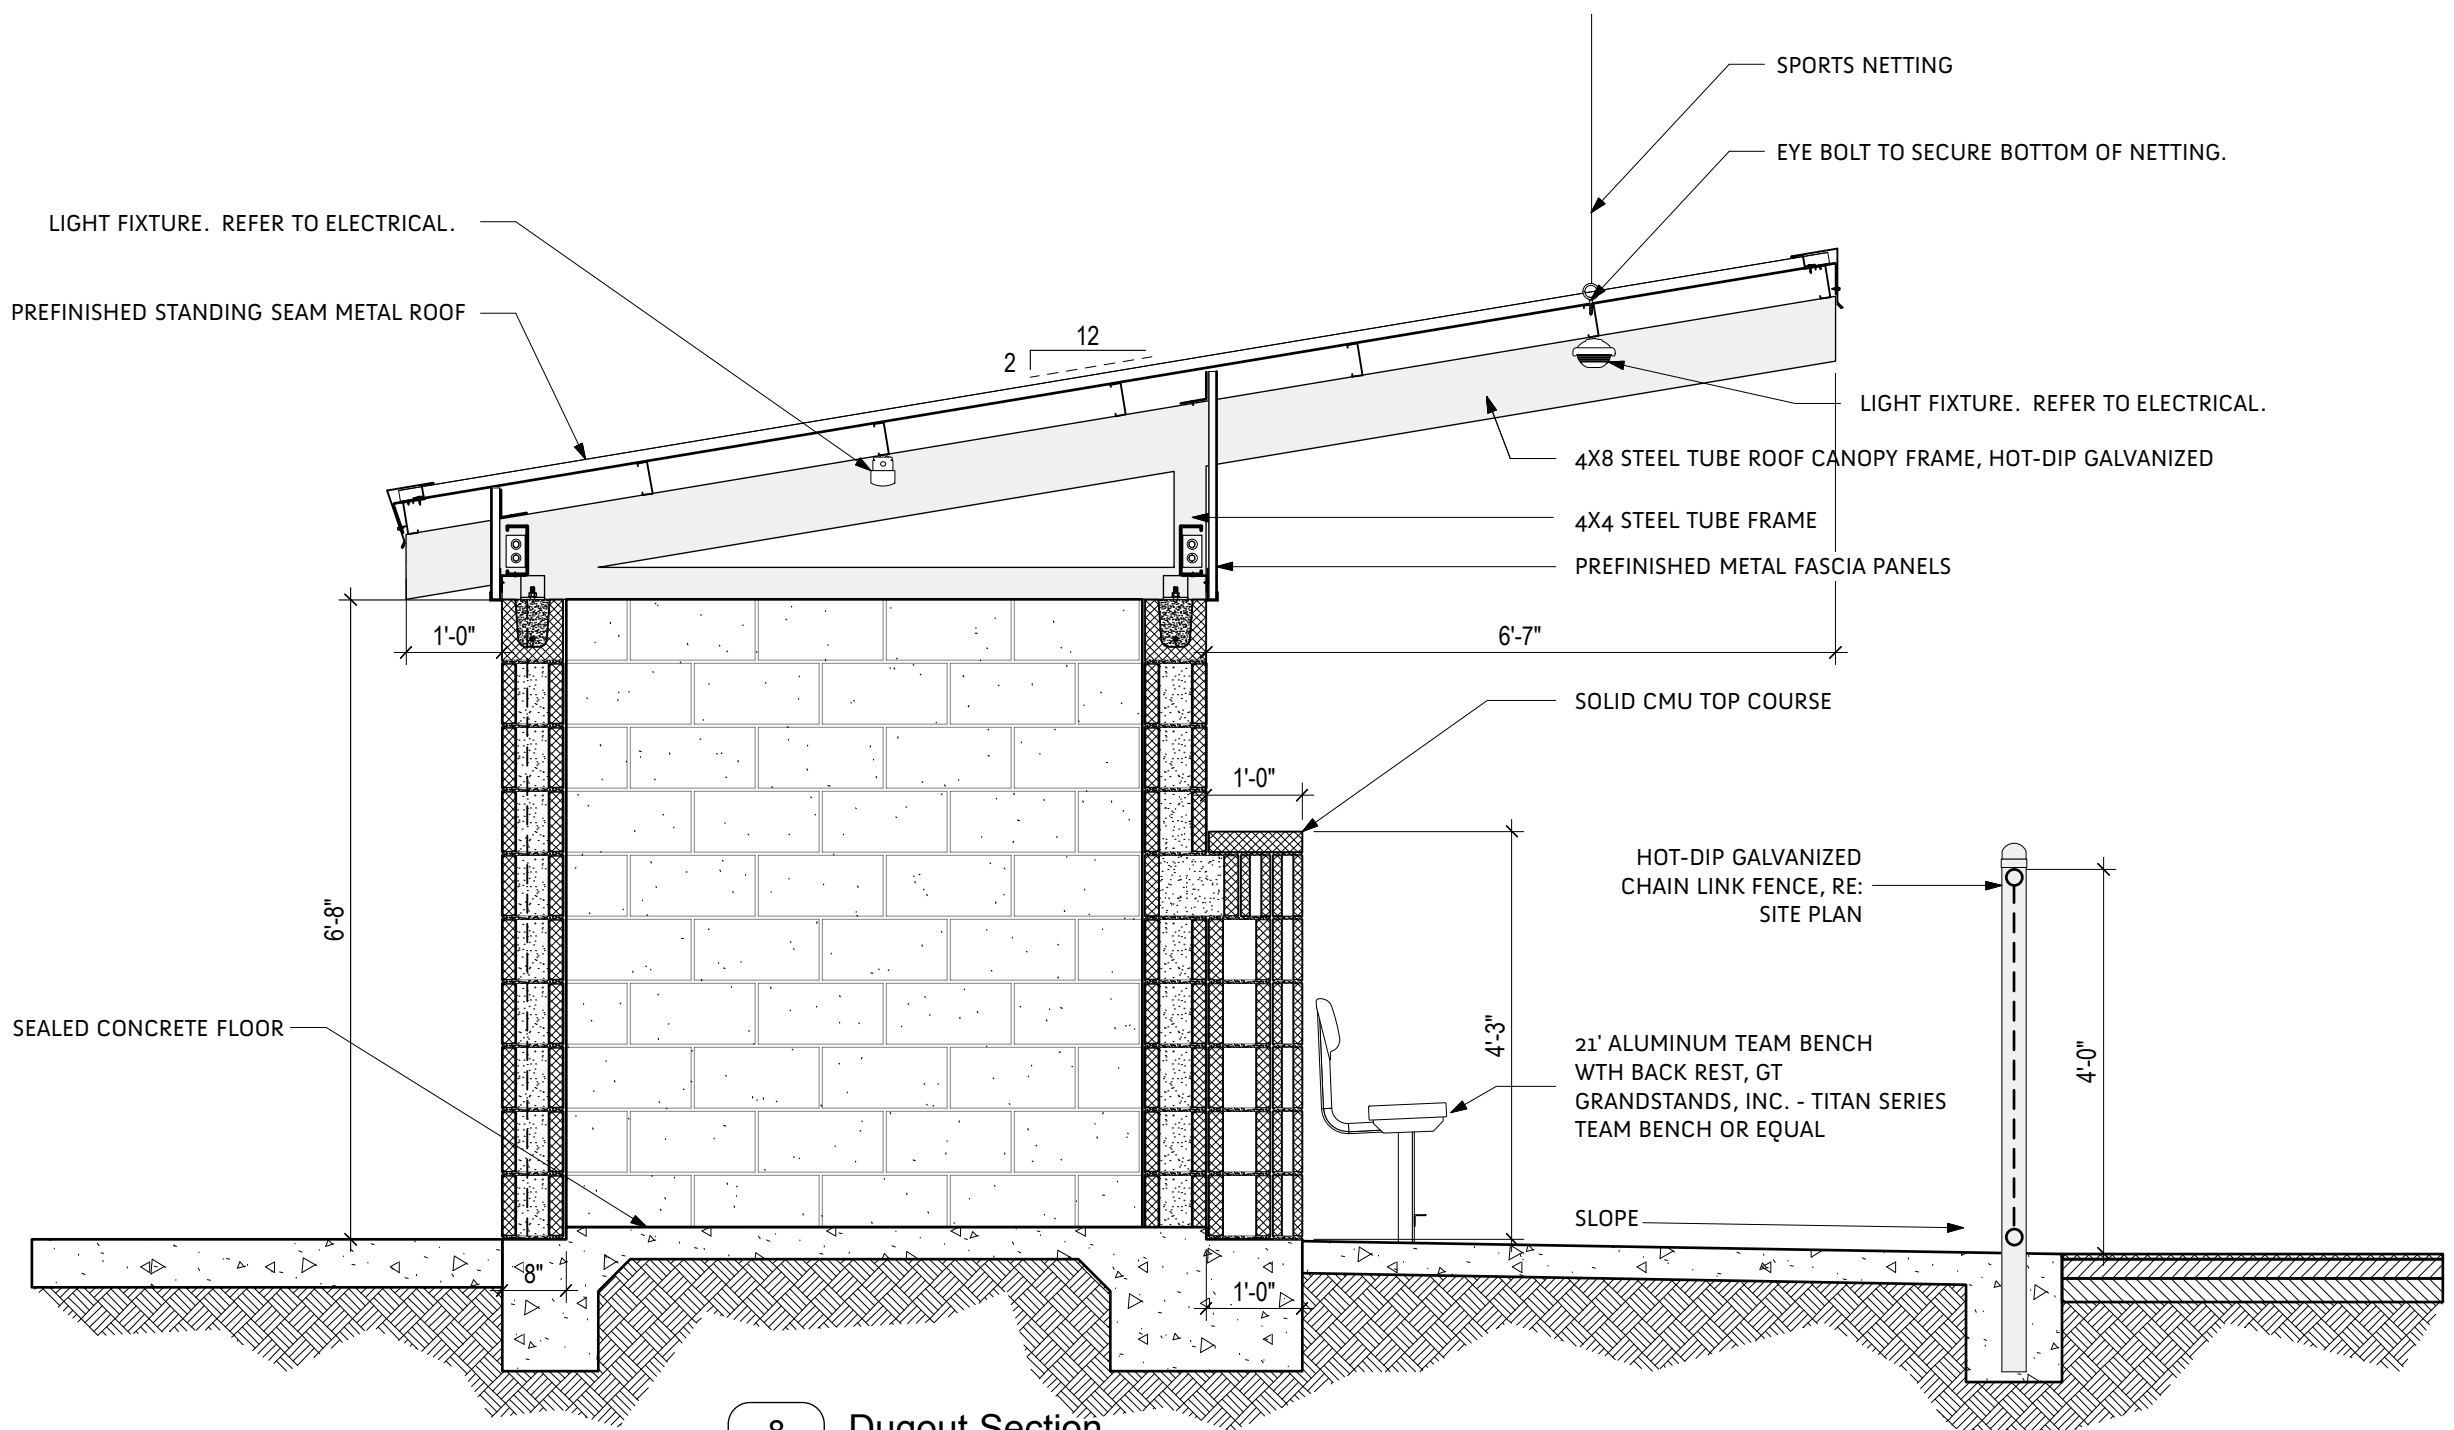 SPORTS NETTING
EYE BOLT TO SECURE BOTTOM OF NETTING.
LIGHT FIXTURE.  REFER TO ELECTRICAL.
PREFINISHED STANDING SEAM METAL ROOF
12
2
LIGHT FIXTURE.  REFER TO ELECTRICAL.
4X8 STEEL TUBE ROOF CANOPY FRAME, HOT-DIP GALVANIZED
4X4 STEEL TUBE FRAME
PREFINISHED METAL FASCIA PANELS
1'-0"
6'-7"
SOLID CMU TOP COURSE
1'-0"
HOT-DIP GALVANIZED
CHAIN LINK FENCE, RE:
SITE PLAN
6'-8"
SEALED CONCRETE FLOOR
4'-3"
21' ALUMINUM TEAM BENCH
WTH BACK REST, GT
GRANDSTANDS, INC. - TITAN SERIES
TEAM BENCH OR EQUAL
4'-0"
SLOPE
8"
1'-0"
8
Dugout Section